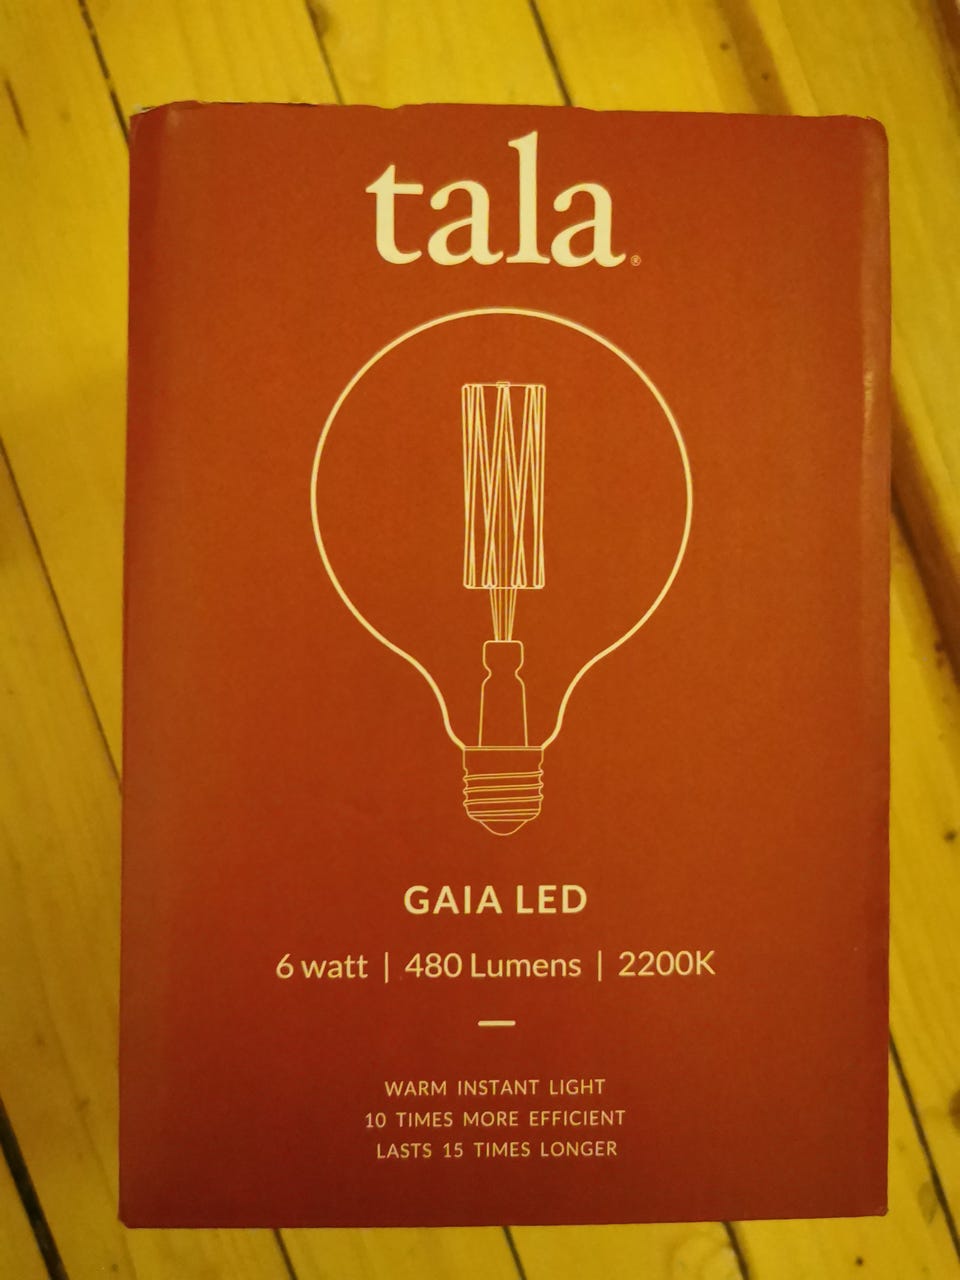 tala®
GAIA LED
6 watt | 480 Lumens | 2200K
WARM INSTANT LIGHT
10 TIMES MORE EFFICIENT
LASTS 15 TIMES LONGER